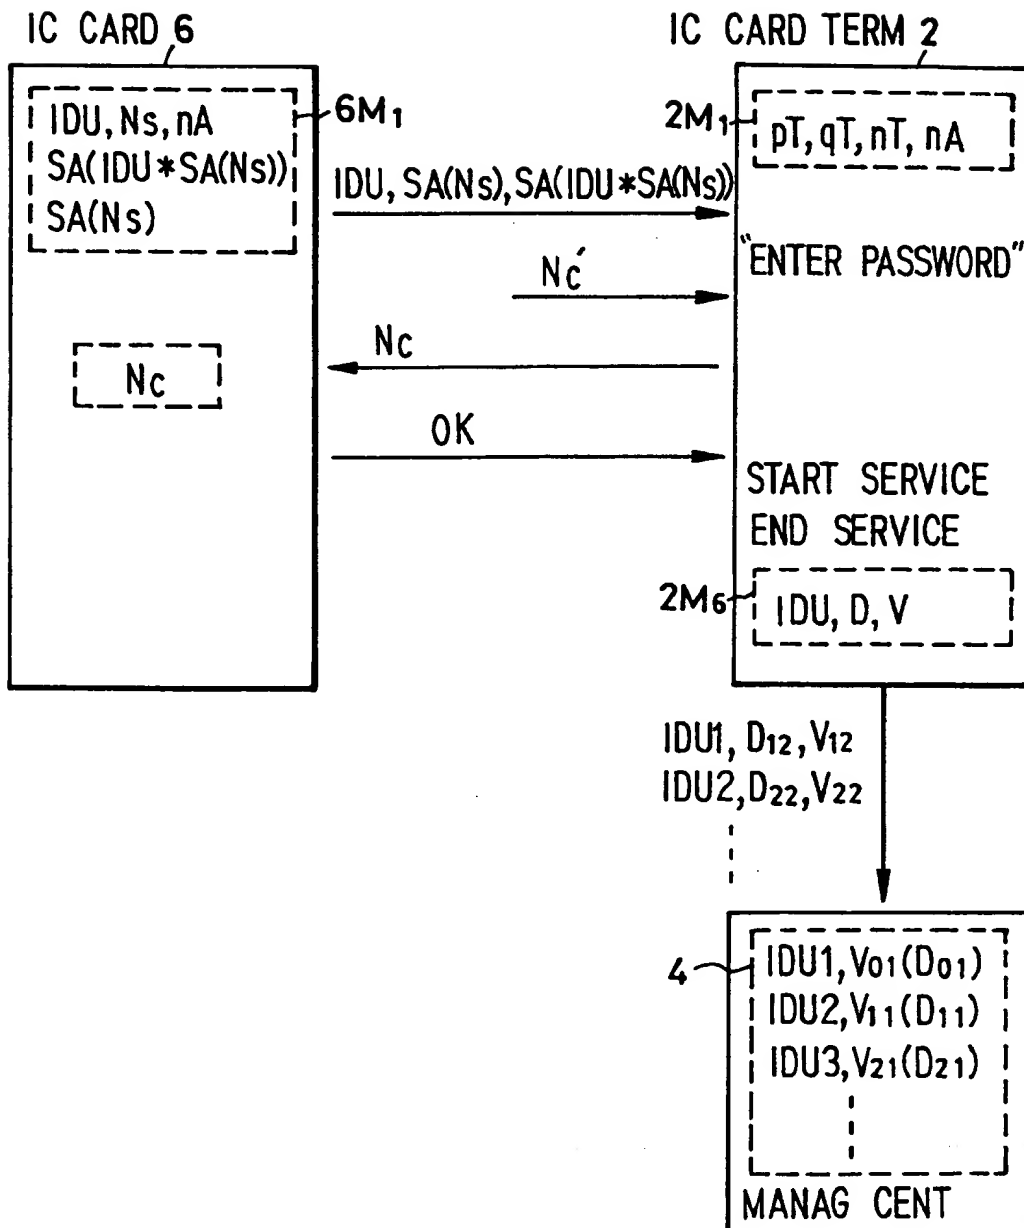 IC CARD 6
IDU, Ns, nA
SA(IDU*SA(Ns))
SA(Ns)
6M1
IDU, SA(Ns), SA(IDU*SA(Ns))
Nc′
Nc
Nc
OK
IC CARD TERM 2
2M1
pT, qT, nT, nA
"ENTER PASSWORD"
START SERVICE
END SERVICE
2M6
IDU, D, V
IDU1, D12, V12
IDU2, D22, V22
4
IDU1, V01(D01)
IDU2, V11(D11)
IDU3, V21(D21)
MANAG CENT